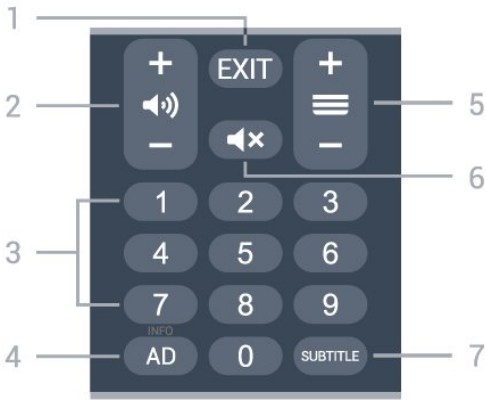 1
+ EXIT +
2
5
- -
6
1 2 3
3
4 5 6
7 8 9
INFO
4 AD 0 SUBTITLE 7